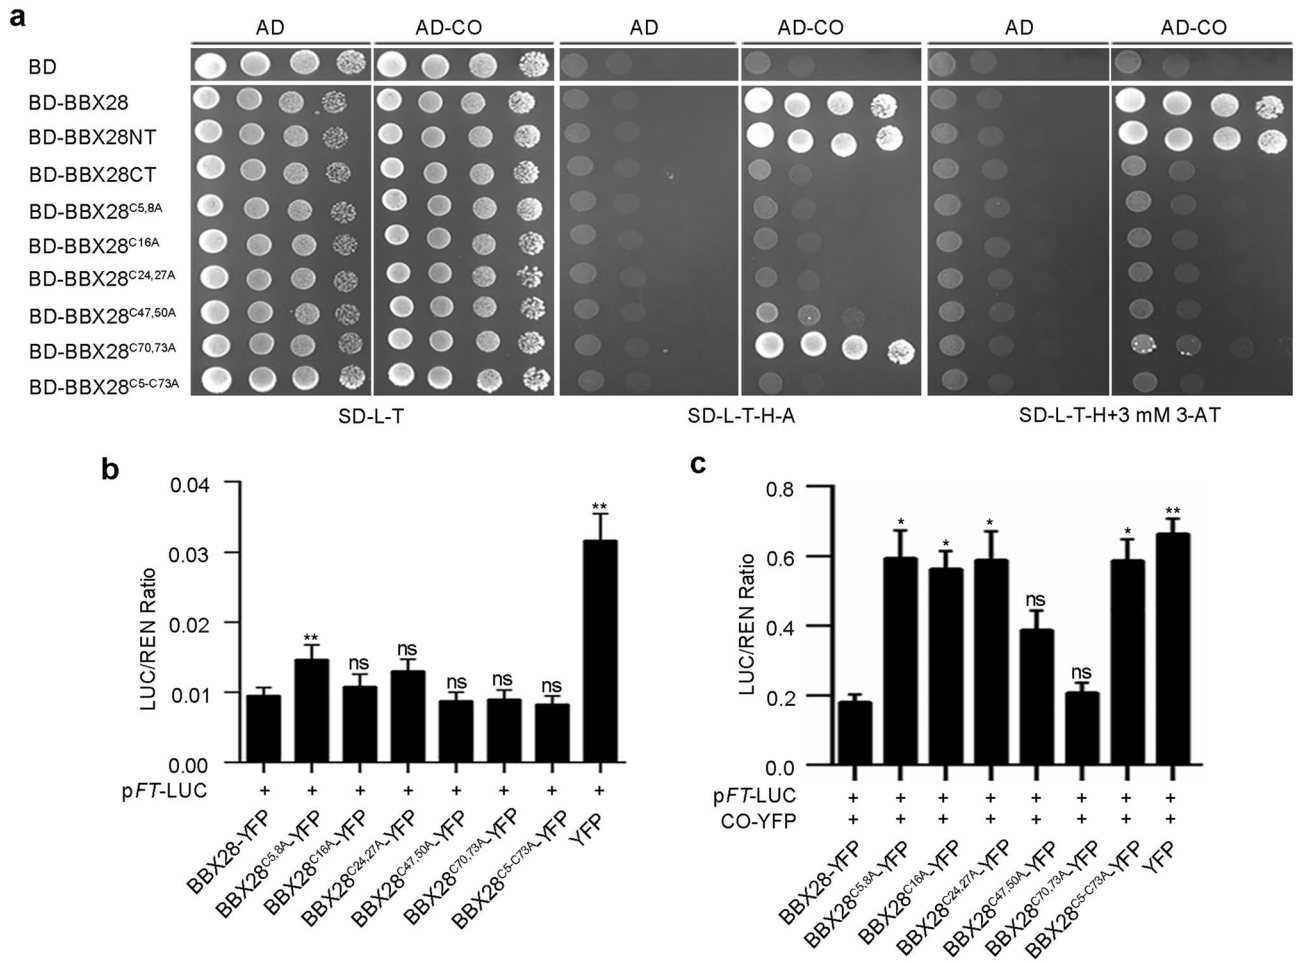 a
AD AD-CO AD AD-CO AD AD-CO
BD
BD-BBX28
BD-BBX28NT
BD-BBX28CT
BD-BBX28C5,8A
BD-BBX28C16A
BD-BBX28C24,27A
BD-BBX28C47,50A
BD-BBX28C70,73A
BD-BBX28C5-C73A
SD-L-T SD-L-T-H-A SD-L-T-H+3 mM 3-AT
b
LUC/REN Ratio
0.04
0.03
0.02
0.01
0.00
** ns ns ns ns ns **
pFT-LUC + + + + + + + +
BBX28-YFP
BBX28C5,8A-YFP
BBX28C16A-YFP
BBX28C24,27A-YFP
BBX28C47,50A-YFP
BBX28C70,73A-YFP
BBX28C5-C73A-YFP
YFP
c
LUC/REN Ratio
0.8
0.6
0.4
0.2
0.0
* * * ns ns * **
pFT-LUC + + + + + + + +
CO-YFP + + + + + + + +
BBX28-YFP
BBX28C5,8A-YFP
BBX28C16A-YFP
BBX28C24,27A-YFP
BBX28C47,50A-YFP
BBX28C70,73A-YFP
BBX28C5-C73A-YFP
YFP